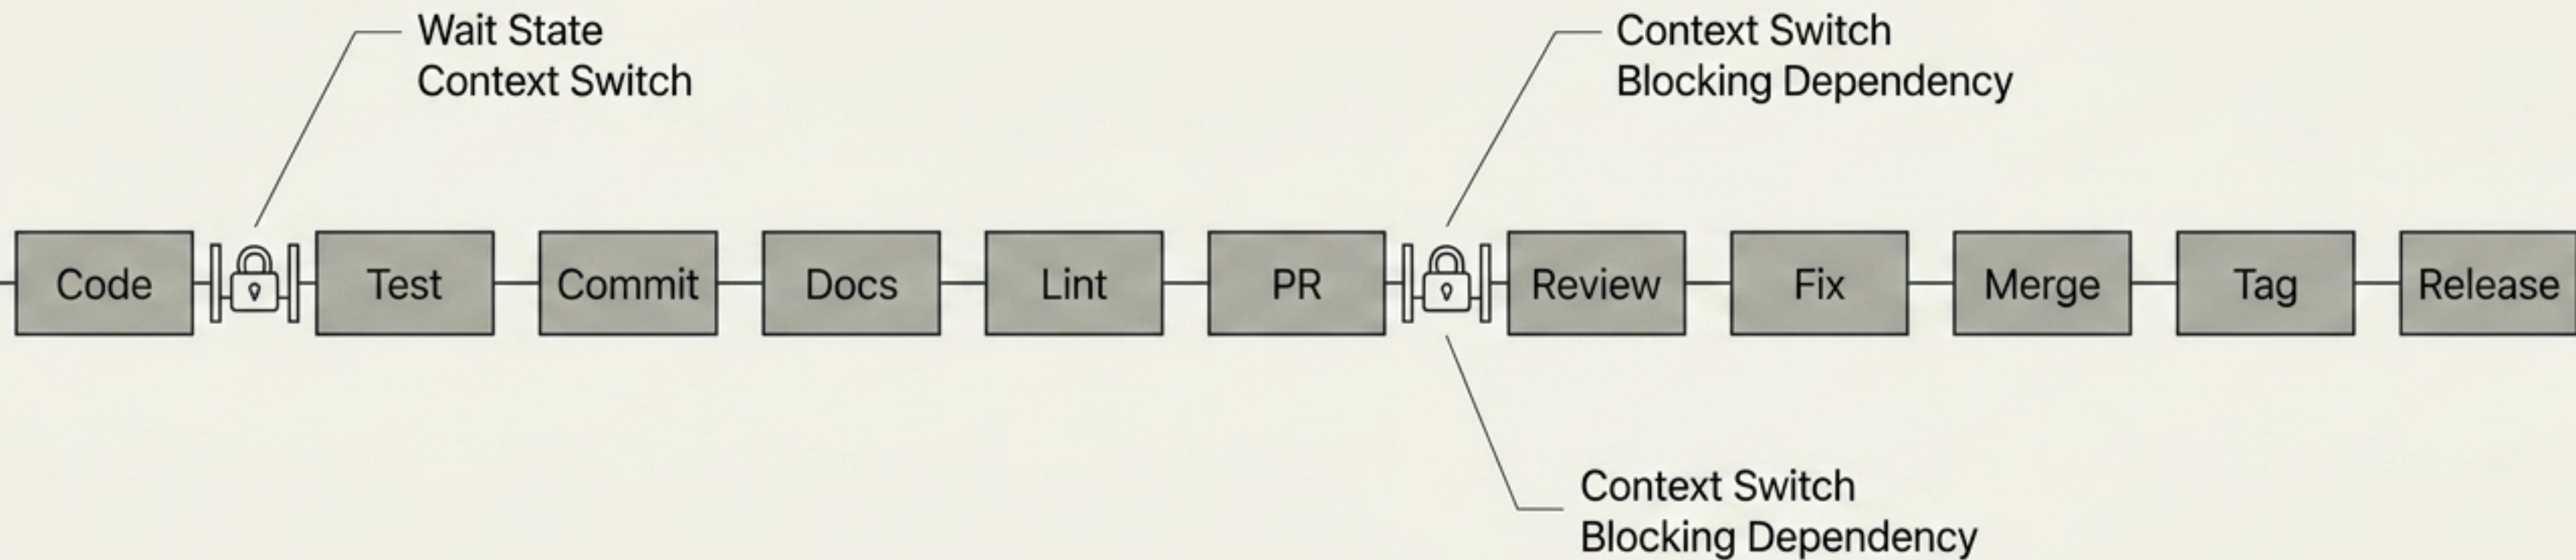 Wait State
Context Switch
Context Switch
Blocking Dependency
Code
Test
Commit
Docs
Lint
PR
Review
Fix
Merge
Tag
Release
Context Switch
Blocking Dependency